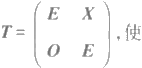 T = ( E X
O E ) , 使